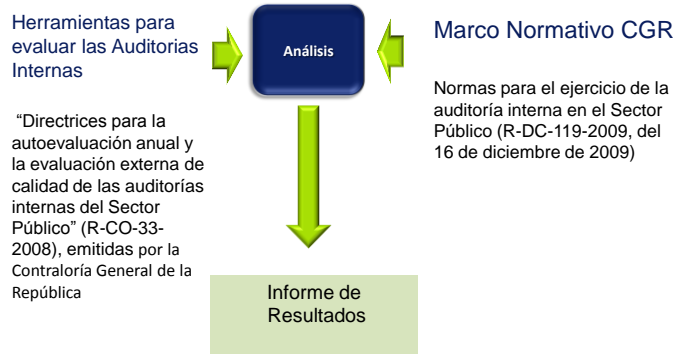 Herramientas para
evaluar las Auditorias
Internas
“Directrices para la
autoevaluación anual y
la evaluación externa de
calidad de las auditorías
internas del Sector
Público” (R-CO-33-
2008), emitidas por la
Contraloría General de la
República
Análisis
Marco Normativo CGR
Normas para el ejercicio de la
auditoría interna en el Sector
Público (R-DC-119-2009, del
16 de diciembre de 2009)
Informe de
Resultados